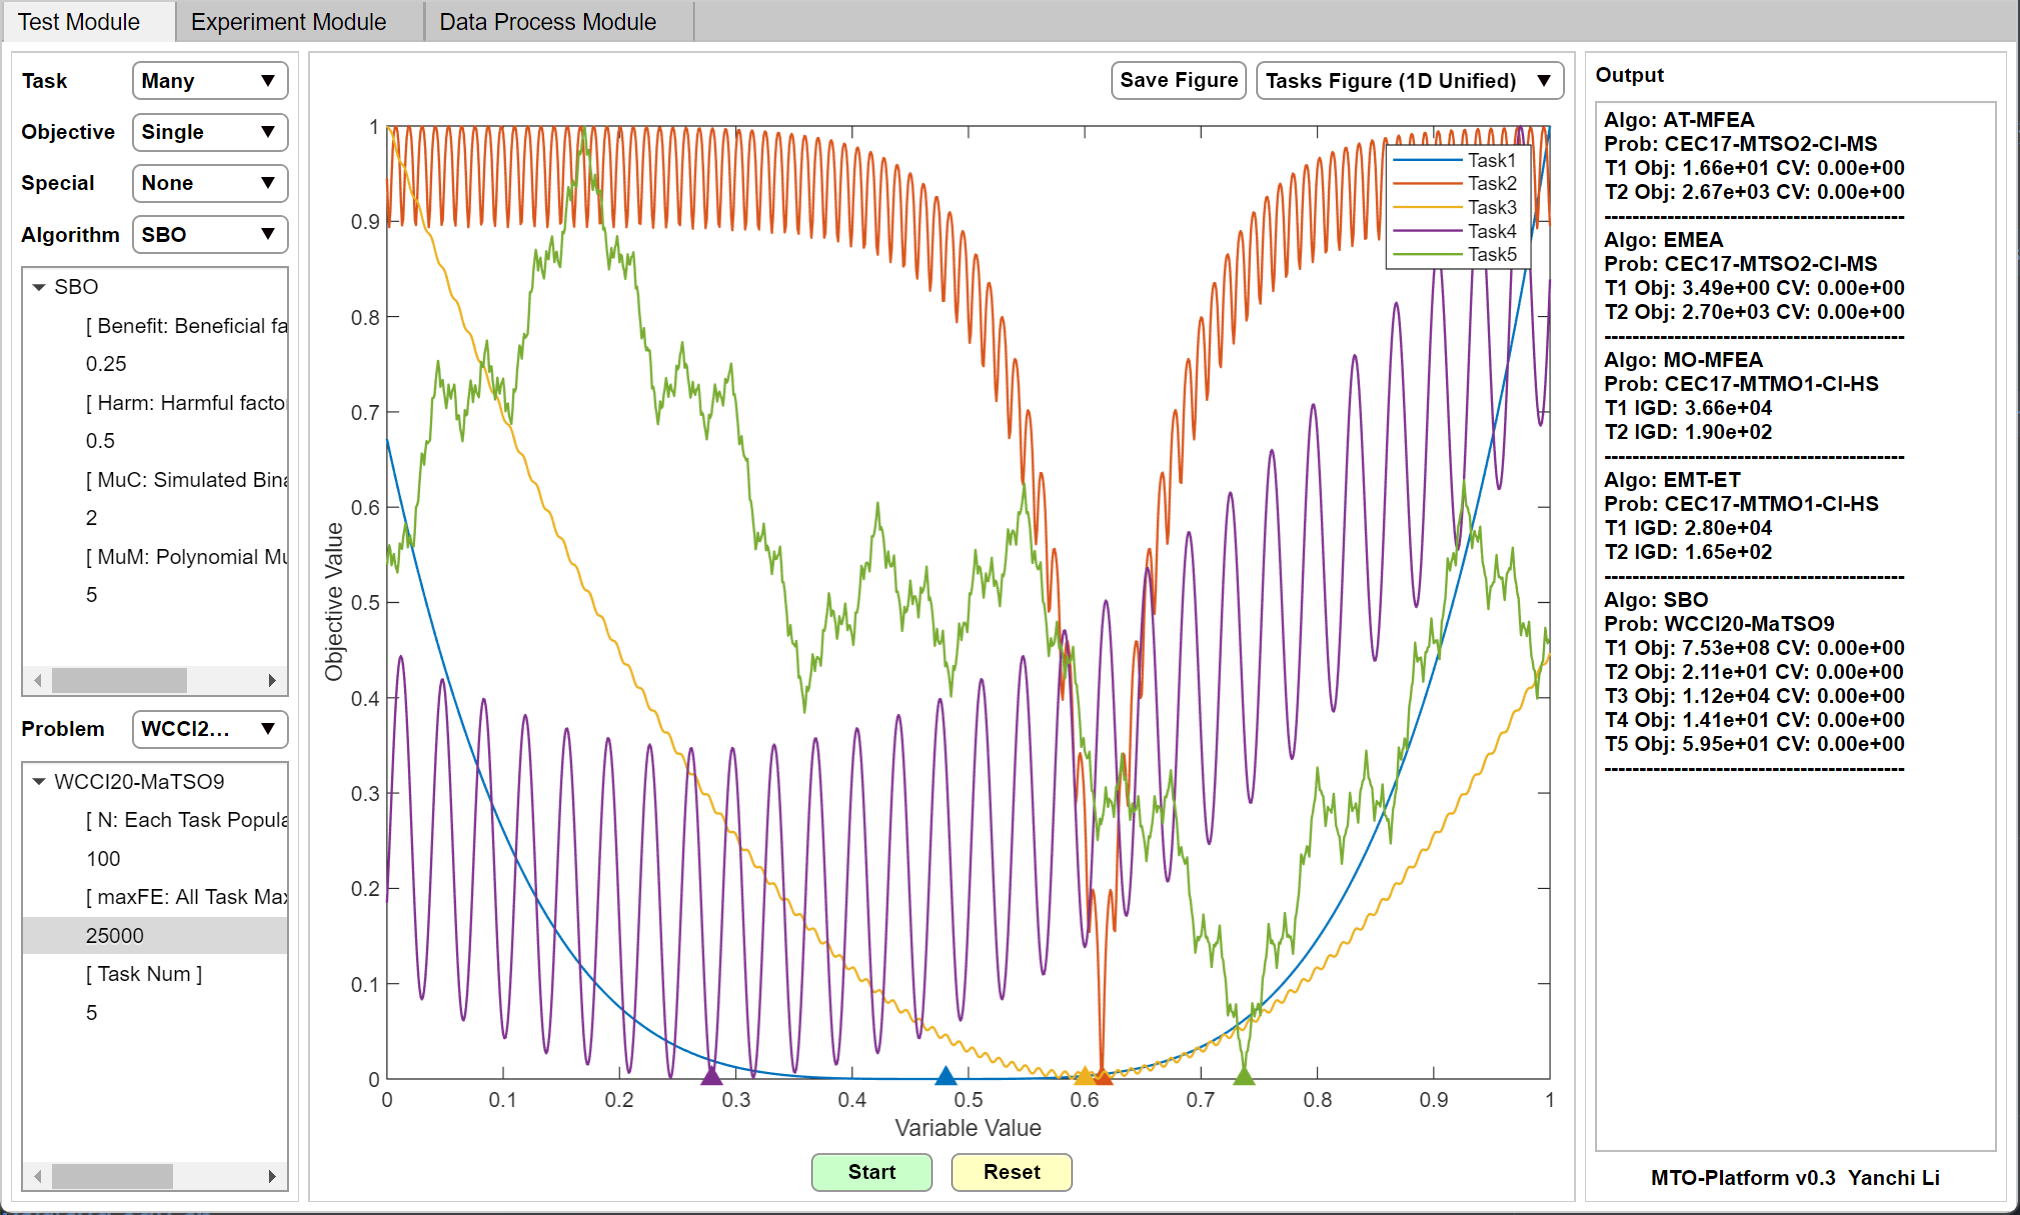 Test Module
Experiment Module
Data Process Module
Task
Many
Objective
Single
Special
None
Algorithm
SBO
SBO
[ Benefit: Beneficial fa
0.25
[ Harm: Harmful facto
0.5
[ MuC: Simulated Bina
2
[ MuM: Polynomial Mu
5
Problem
WCCI2...
WCCI20-MaTSO9
[ N: Each Task Popula
100
[ maxFE: All Task Max
25000
[ Task Num ]
5
Save Figure
Tasks Figure (1D Unified)
1
0.9
0.8
0.7
0.6
0.5
0.4
0.3
0.2
0.1
0
Objective Value
Task1
Task2
Task3
Task4
Task5
0 0.1 0.2 0.3 0.4 0.5 0.6 0.7 0.8 0.9 1
Variable Value
Start
Reset
Output
Algo: AT-MFEA
Prob: CEC17-MTSO2-CI-MS
T1 Obj: 1.66e+01 CV: 0.00e+00
T2 Obj: 2.67e+03 CV: 0.00e+00
-------------------------------------------
Algo: EMEA
Prob: CEC17-MTSO2-CI-MS
T1 Obj: 3.49e+00 CV: 0.00e+00
T2 Obj: 2.70e+03 CV: 0.00e+00
-------------------------------------------
Algo: MO-MFEA
Prob: CEC17-MTMO1-CI-HS
T1 IGD: 3.66e+04
T2 IGD: 1.90e+02
-------------------------------------------
Algo: EMT-ET
Prob: CEC17-MTMO1-CI-HS
T1 IGD: 2.80e+04
T2 IGD: 1.65e+02
-------------------------------------------
Algo: SBO
Prob: WCCI20-MaTSO9
T1 Obj: 7.53e+08 CV: 0.00e+00
T2 Obj: 2.11e+01 CV: 0.00e+00
T3 Obj: 1.12e+04 CV: 0.00e+00
T4 Obj: 1.41e+01 CV: 0.00e+00
T5 Obj: 5.95e+01 CV: 0.00e+00
-------------------------------------------
MTO-Platform v0.3 Yanchi Li